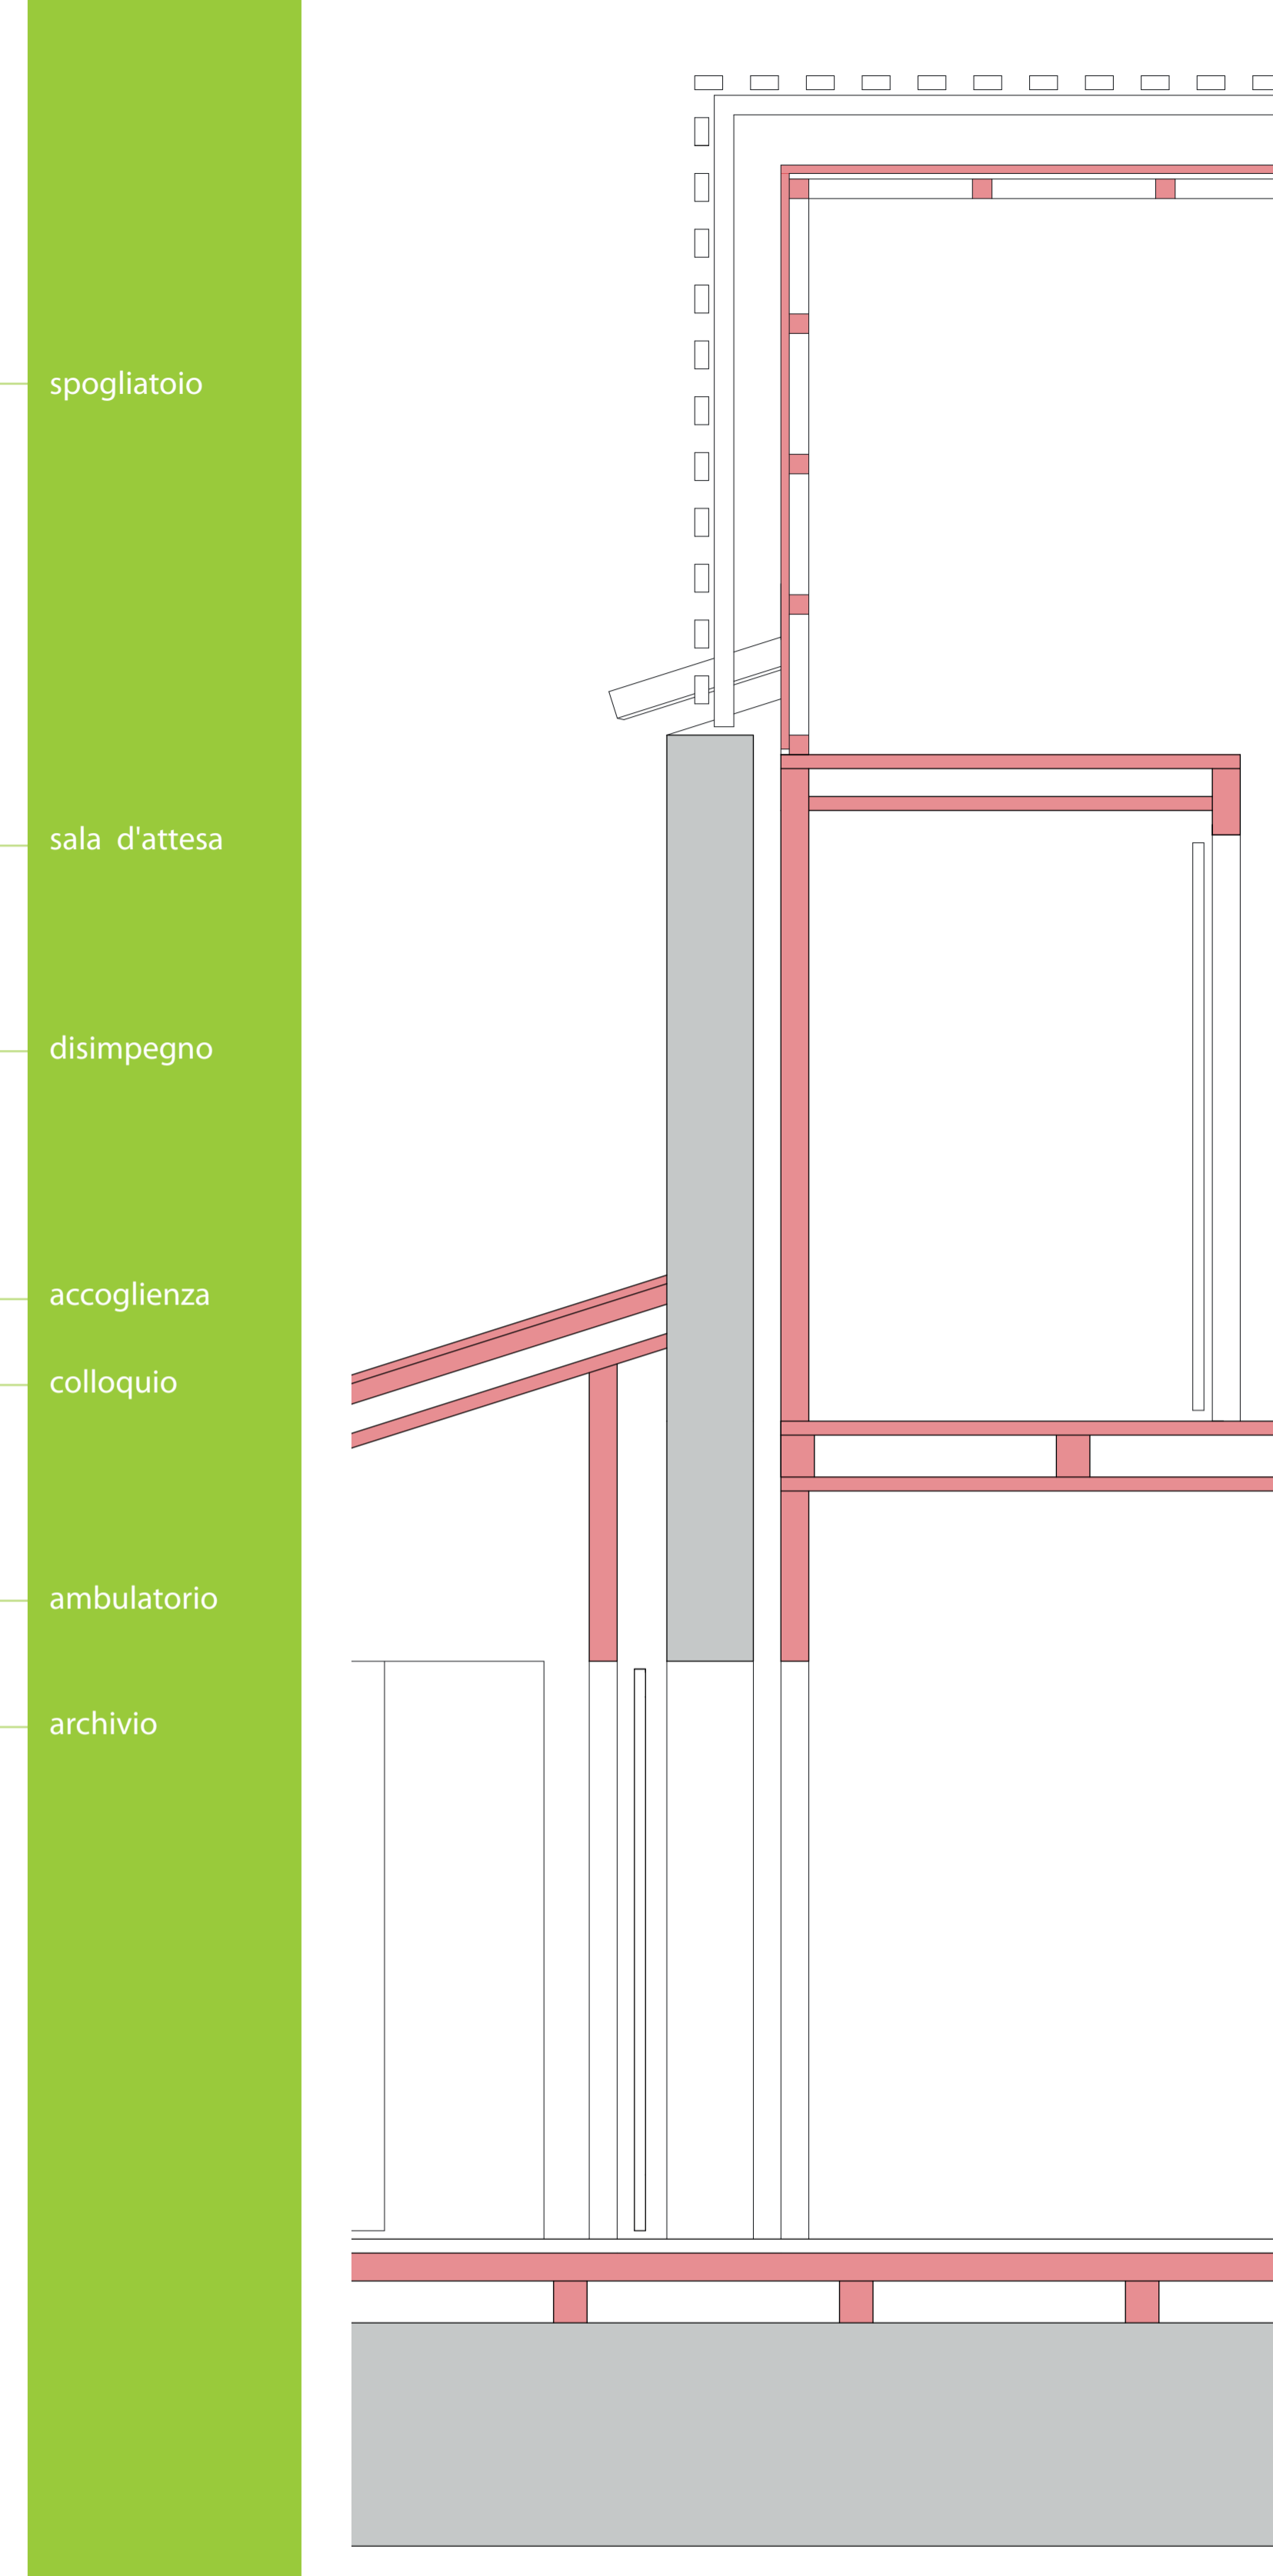 spogliatoio
sala d'attesa
disimpegno
accoglienza
colloquio
ambulatorio
archivio